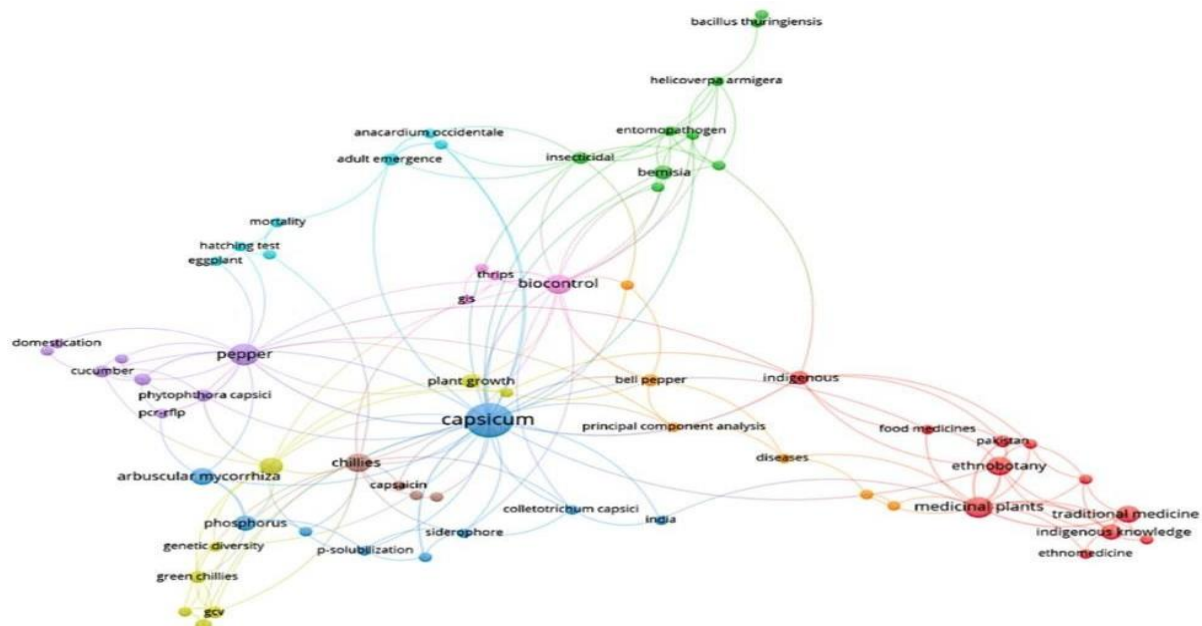 bacillus thuringiensis
helicoverpa armigera
anacardium occidentale
entomopathogen
adult emergence
insecticidal
bemisia
mortality
hatching test
eggplant
thrips
biocontrol
gis
domestication
pepper
cucumber
plant growth
bell pepper
indigenous
phytophthora capsici
pcr-rflp
capsicum
principal component analysis
food medicines
pakistan
chillies
diseases
ethnobotany
arbuscular mycorrhiza
capsaicin
medicinal plants
colletotrichum capsici
traditional medicine
phosphorus
india
siderophore
indigenous knowledge
genetic diversity
p-solubilization
ethnomedicine
green chillies
gcv